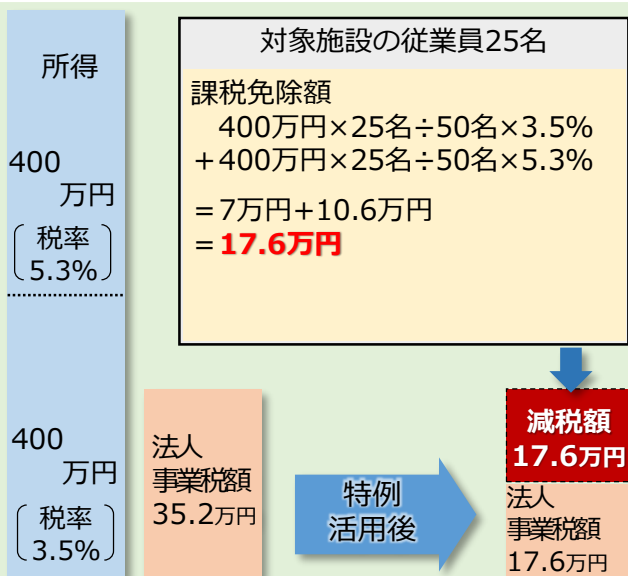 所得
400
万円
税率
5.3%
400
万円
税率
3.5%
対象施設の従業員25名
課税免除額
400万円×25名÷50名×3.5%
+400万円×25名÷50名×5.3%
=7万円+10.6万円
=17.6万円
法人
事業税額
35.2万円
特例
活用後
減税額
17.6万円
法人
事業税額
17.6万円